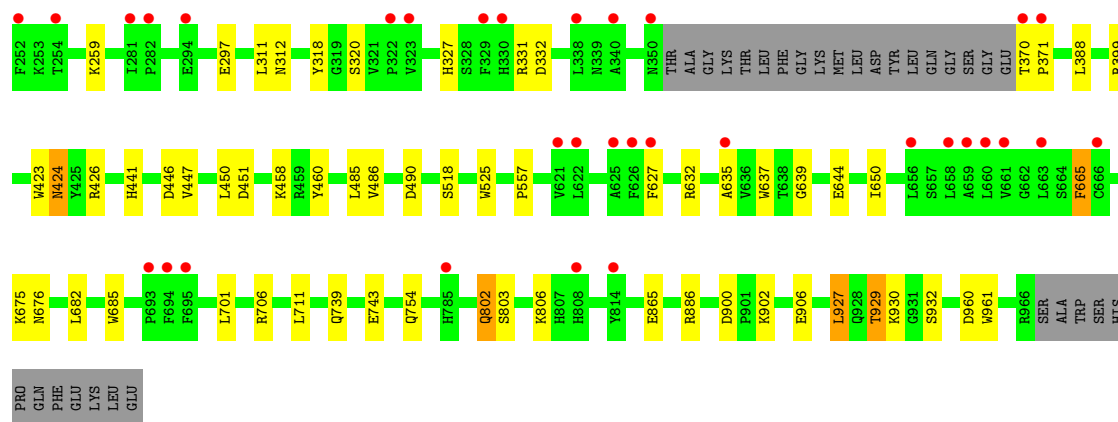 F252 K253 T254 K259 I281 P282 E294 E297 L311 N312 Y318 G319 S320 V321 P322 V323 H327 S328 F329 H330 R331 D332 L338 N339 A340 N350 THR ALA GLY LYS THR LEU PHE GLY LYS MET LEU ASP TYR LEU GLN GLY SER GLY GLU T370 P371 L388
W423 N424 Y425 R426 H441 D446 V447 L450 D451 K458 R459 Y460 L485 V486 D490 S518 W525 P557 V621 L622 A625 F626 F627 R632 A635 V636 W637 T638 G639 E644 I650 L656 S657 L658 A659 L660 V661 G662 L663 S664 F665 C666
K675 N676 L682 W685 P693 F694 F695 L701 R706 L711 Q739 E743 Q754 H785 Q802 S803 K806 H807 H808 Y814 E865 R886 D900 P901 K902 E906 L927 Q928 T929 K930 G931 S932 D960 W961 R966 SER ALA TRP SER HIS
PRO GLN PHE GLU LYS LEU GLU